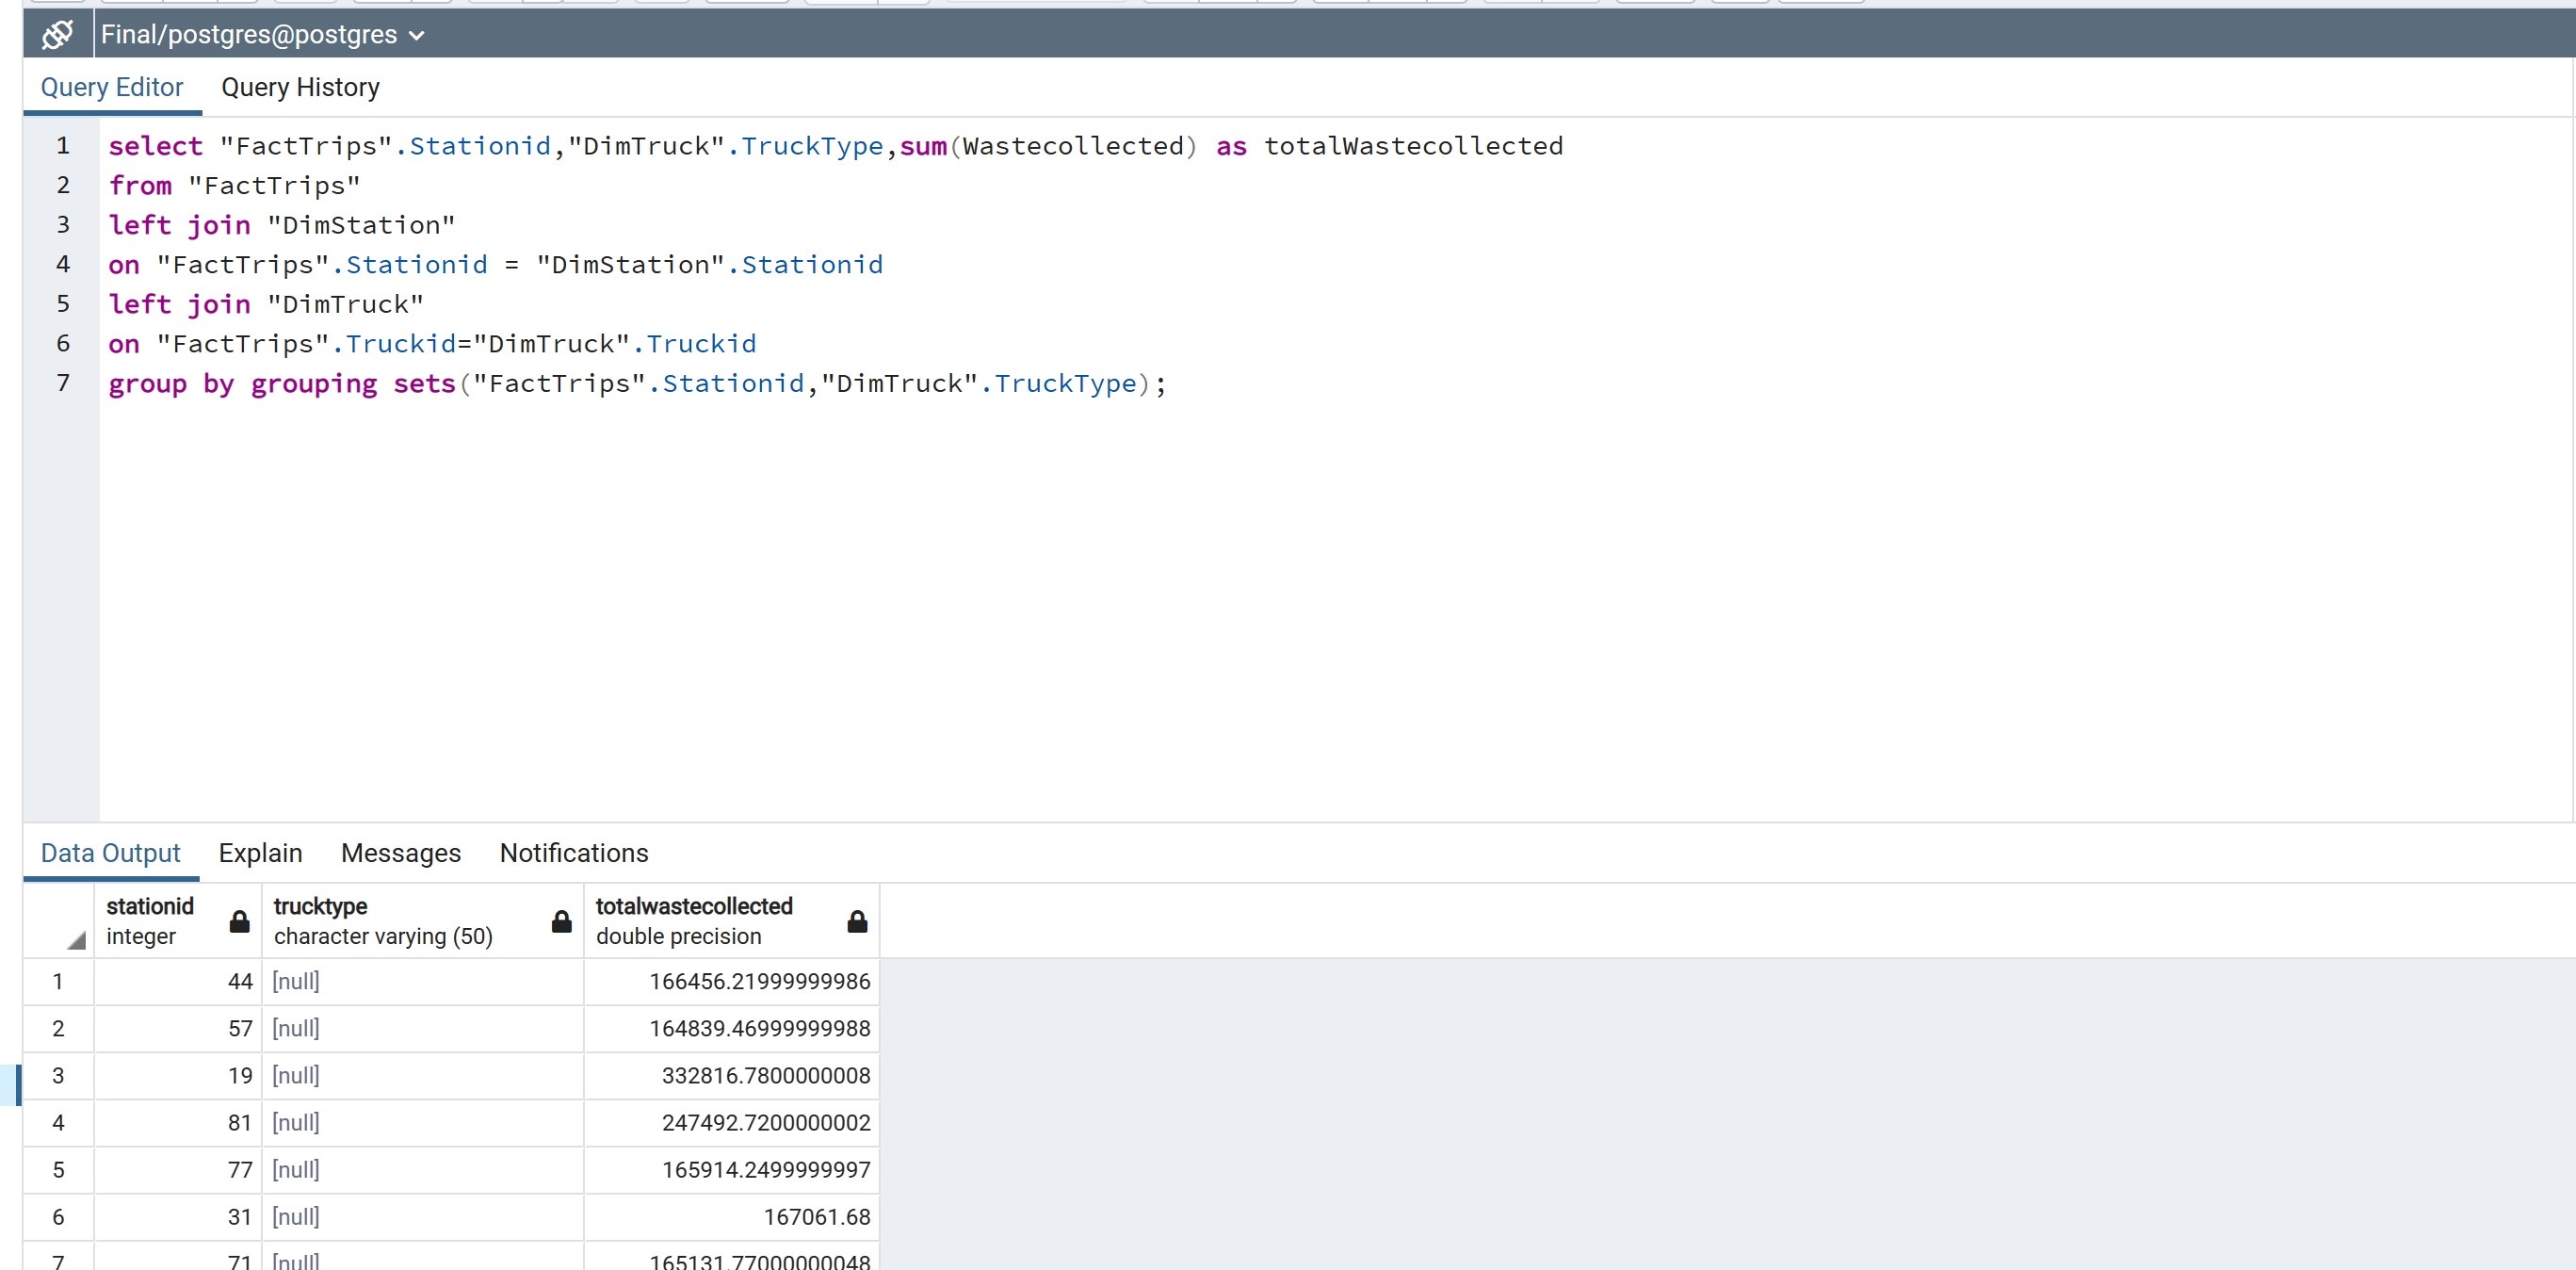 Final/postgres@postgres
Query Editor Query History
1 select "FactTrips".Stationid,"DimTruck".TruckType,sum(Wastecollected) as totalWastecollected
2 from "FactTrips"
3 left join "DimStation"
4 on "FactTrips".Stationid = "DimStation".Stationid
5 left join "DimTruck"
6 on "FactTrips".Truckid="DimTruck".Truckid
7 group by grouping sets("FactTrips".Stationid,"DimTruck".TruckType);
Data Output Explain Messages Notifications
stationid trucktype totalwastecollected
integer character varying (50) double precision
1 44 [null] 166456.21999999986
2 57 [null] 164839.46999999988
3 19 [null] 332816.7800000008
4 81 [null] 247492.7200000002
5 77 [null] 165914.2499999997
6 31 [null] 167061.68
7 71 [null] 165131.77000000048